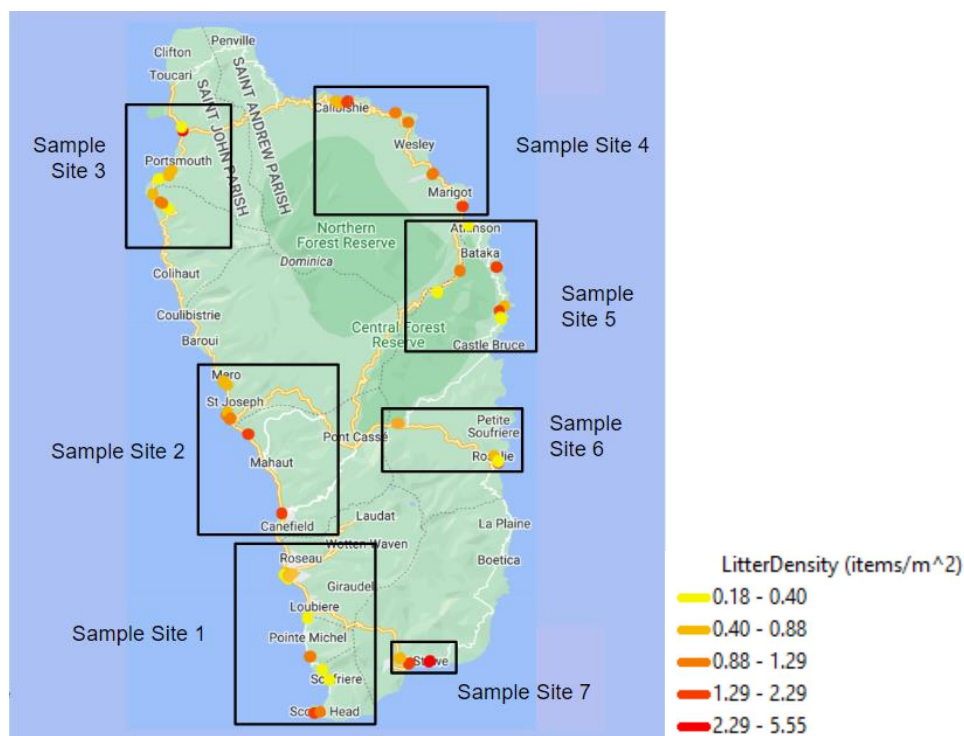 Clifton
Penville
Toucari
SAINT ANDREW PARISH
SAINT JOHN PARISH
Calibishie
Sample
Site 3
Sample Site 4
Wesley
Portsmouth
Marigot
Northern
Forest Reserve
Atkinson
Bataka
Dominica
Colihaut
Sample
Site 5
Coulibistrie
Central Forest
Reserve
Baroui
Castle Bruce
Mero
St Joseph
Petite
Soufriere
Sample
Site 6
Pont Cassé
Sample Site 2
Mahaut
Rosalie
Laudat
La Plaine
Canefield
Wotten Waven
Roseau
Boetica
LitterDensity (items/m^2)
Giraudel
0.18 - 0.40
Loubiere
0.40 - 0.88
Sample Site 1
Pointe Michel
0.88 - 1.29
Soufriere
Sample Site 7
1.29 - 2.29
Head
2.29 - 5.55